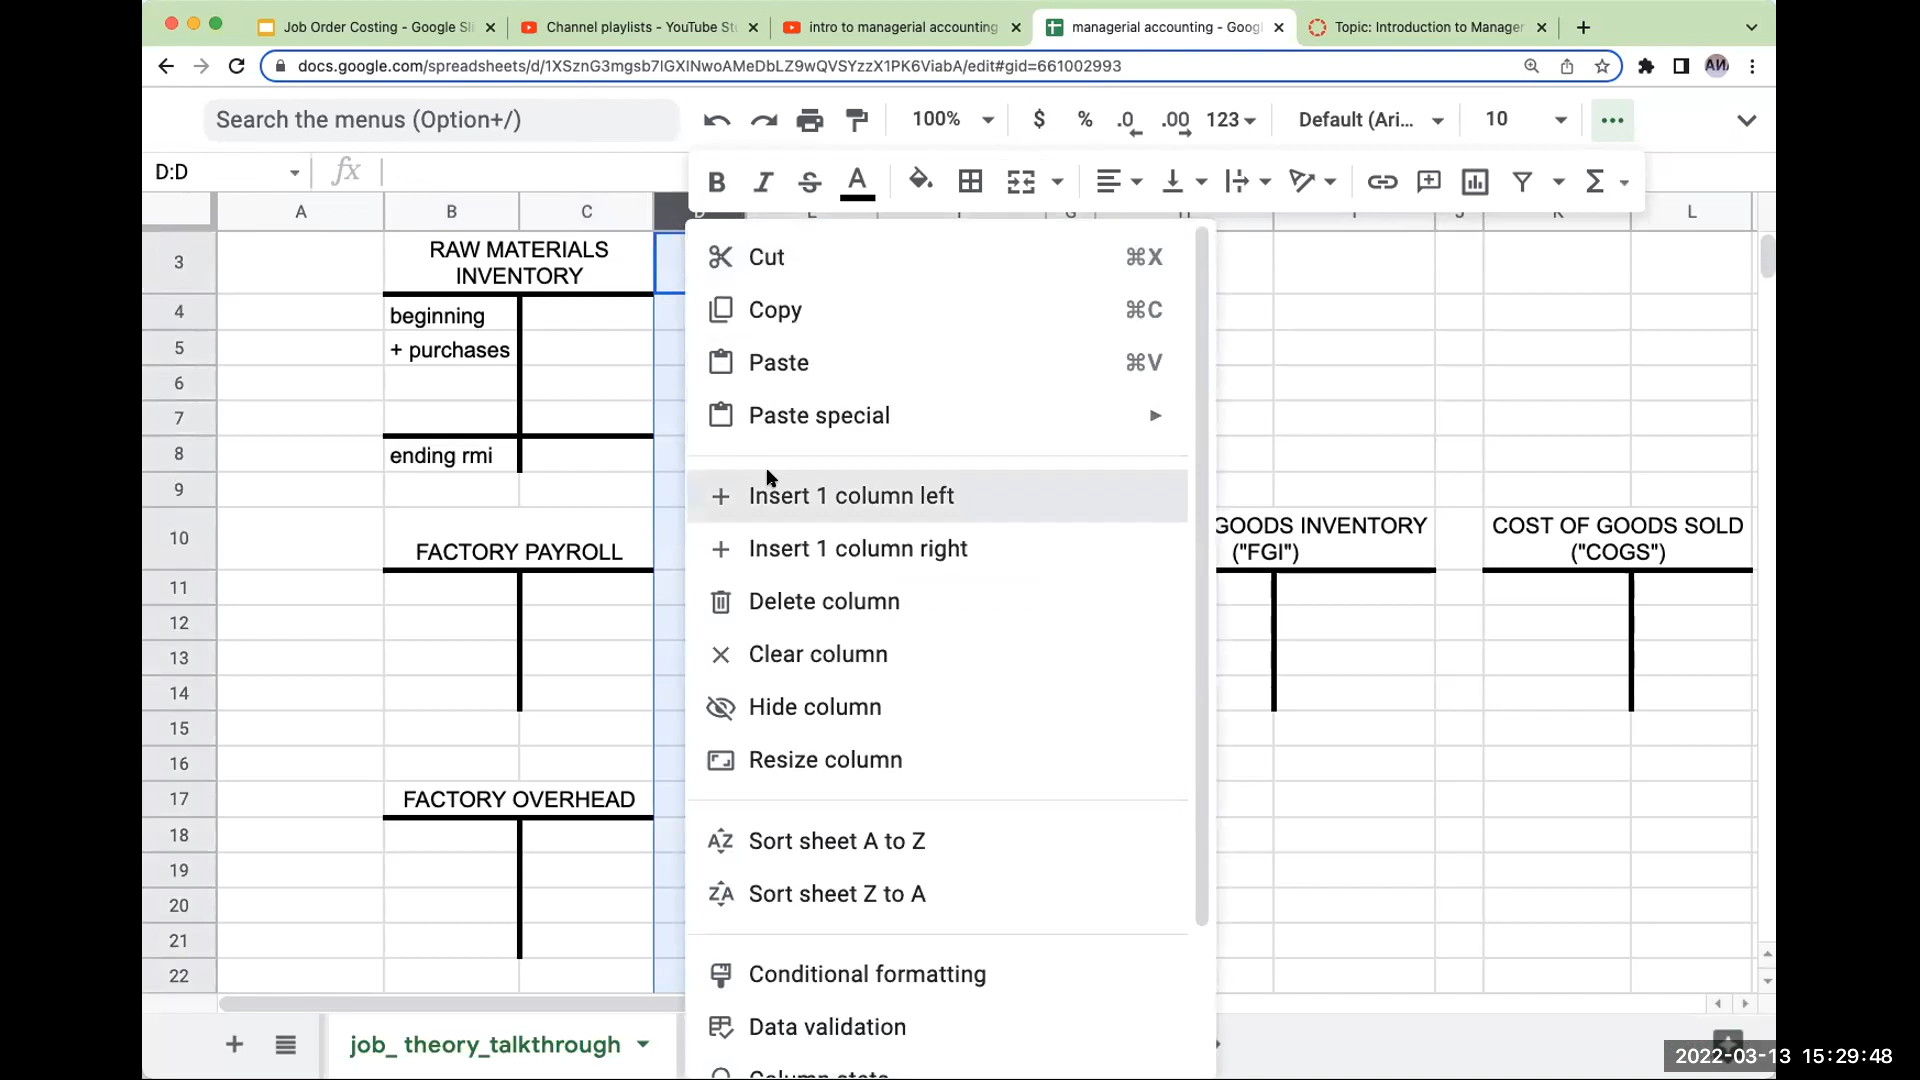 Job Order Costing - Google Sli
Channel playlists - YouTube Stu
intro to managerial accounting
managerial accounting - Googl
Topic: Introduction to Manager
docs.google.com/spreadsheets/d/1XSznG3mgsb7lGXINwoAMeDbLZ9wQVSYzzX1PK6ViabA/edit#gid=661002993
Search the menus (Option+/)
100%
$ % .0 .00 123
Default (Ari...
10
D:D
fx
B I S A
A B C D E F G H I J K L
3
RAW MATERIALS
INVENTORY
4 beginning
5 + purchases
6
7
8 ending rmi
9
10 FACTORY PAYROLL
GOODS INVENTORY
("FGI")
COST OF GOODS SOLD
("COGS")
11
12
13
14
15
16
17 FACTORY OVERHEAD
18
19
20
21
22
Cut ⌘X
Copy ⌘C
Paste ⌘V
Paste special
Insert 1 column left
Insert 1 column right
Delete column
Clear column
Hide column
Resize column
Sort sheet A to Z
Sort sheet Z to A
Conditional formatting
Data validation
Column stats
job_ theory_talkthrough
2022-03-13 15:29:48